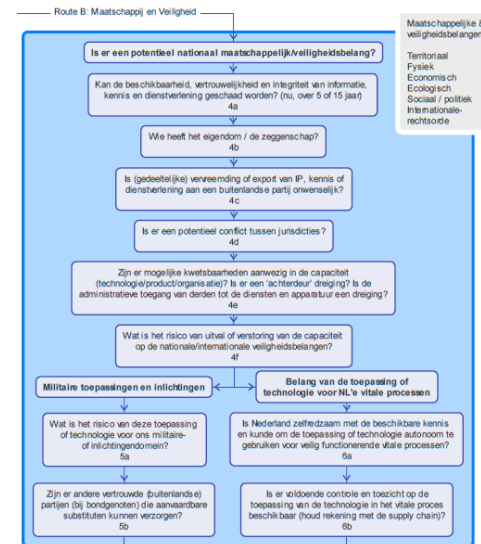 Route B: Maatschappij en Veiligheid
Maatschappelijke &
veiligheidsbelangen
Territoriaal
Fysiek
Economisch
Ecologisch
Sociaal / politiek
Internationale-
rechtsorde
Is er een potentieel nationaal maatschappelijk/veiligheidsbelang?
Kan de beschikbaarheid, vertrouwelijkheid en integriteit van informatie,
kennis en dienstverlening geschaad worden? (nu, over 5 of 15 jaar)
4a
Wie heeft het eigendom / de zeggenschap?
4b
Is (gedeeltelijke) vervreemding of export van IP, kennis of
dienstverlening aan een buitenlandse partij onwenselijk?
4c
Is er een potentieel conflict tussen jurisdicties?
4d
Zijn er mogelijke kwetsbaarheden aanwezig in de capaciteit
(technologie/product/organisatie)? Is er een 'achterdeur' dreiging? Is de
administratieve toegang van derden tot de diensten en apparatuur een dreiging?
4e
Wat is het risico van uitval of verstoring van de capaciteit
op de nationale/internationale veiligheidsbelangen?
4f
Militaire toepassingen en inlichtingen
Wat is het risico van deze toepassing
of technologie voor ons militaire-
of inlichtingendomein?
5a
Zijn er andere vertrouwde (buitenlandse)
partijen (bij bondgenoten) die aanvaardbare
substituten kunnen verzorgen?
5b
Belang van de toepassing of
technologie voor NL'e vitale processen
Is Nederland zelfredzaam met de beschikbare kennis
en kunde om de toepassing of technologie autonoom te
gebruiken voor veilig functionerende vitale processen?
6a
Is er voldoende controle en toezicht op de
toepassing van de technologie in het vitale proces
beschikbaar (houd rekening met de supply chain)?
6b